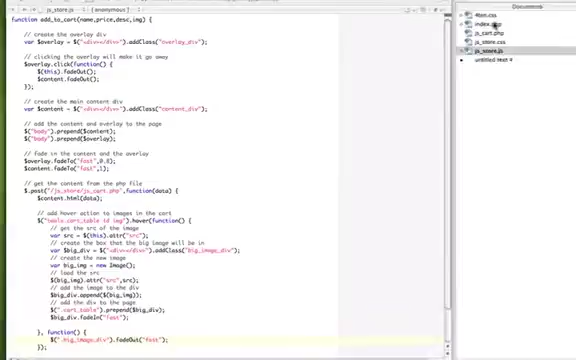 js_store.js
(anonymous)
Documents
function add_to_cart(name,price,desc,img) {
// create the overlay div
var $overlay = $("<div></div>").addClass("overlay_div");
// clicking the overlay will make it go away
$overlay.click(function() {
$(this).fadeOut();
$content.fadeOut();
});
// create the main content div
var $content = $("<div></div>").addClass("content_div");
// add the content and overlay to the page
$("body").prepend($content);
$("body").prepend($overlay);
// fade in the content and the overlay
$overlay.fadeTo("fast",0.8);
$content.fadeTo("fast",1);
// get the content from the php file
$.post("/js_store/js_cart.php",function(data) {
$content.html(data);
// add hover action to images in the cart
img").hover(function() {
// get the src of the image
var src = $(this).attr("src");
// create the box that the big image will be in
var $big_div = $("<div></div>").addClass("big_image_div");
// create the new image
var big_img = new Image();
// load the src
$(big_img).attr("src",src);
// add the image to the div
$big_div.append($(big_img));
// add the div to the page
$(".cart_table").prepend($big_div);
$big_div.fadeIn("fast");
}, function() {
$(".big_image_div").fadeOut("fast");
});
index.php
js_cart.php
js_store.css
js_store.js
untitled text 4